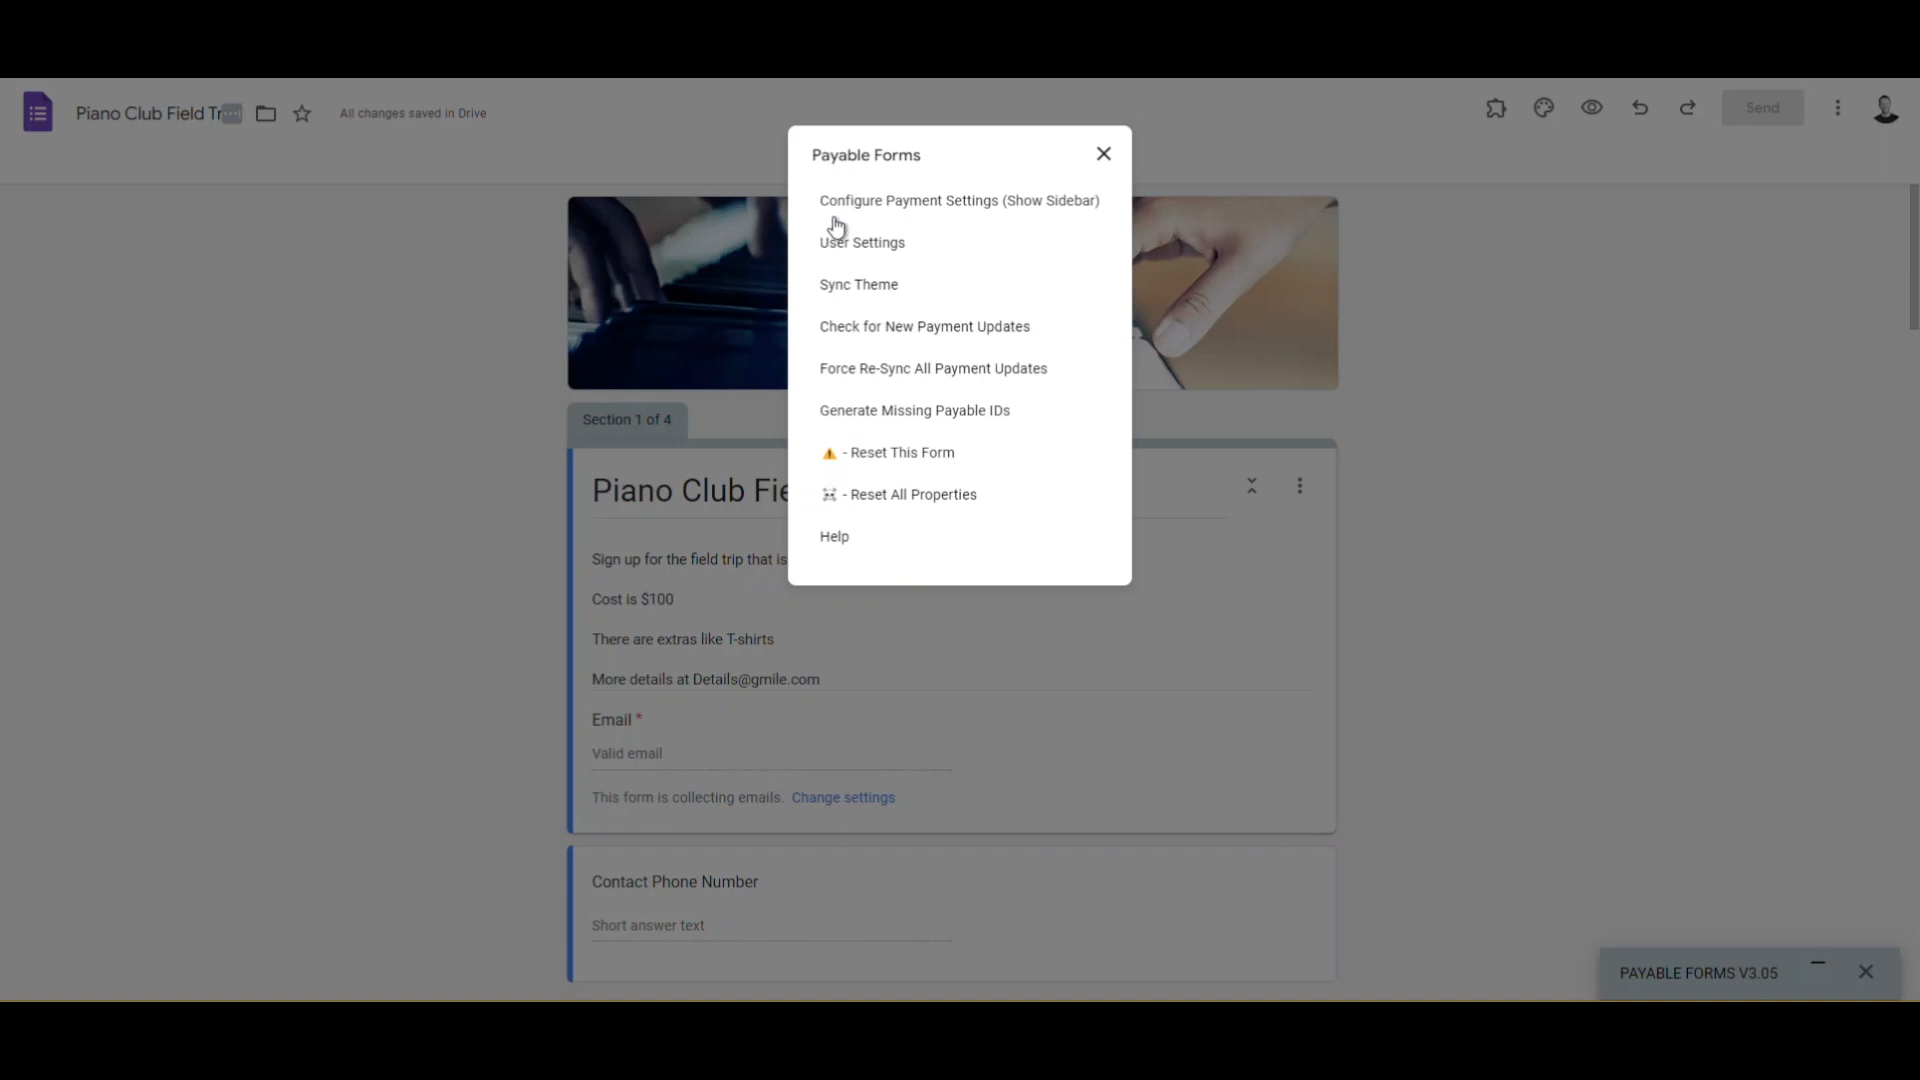 Piano Club Field Tr
All changes saved in Drive
Send
Payable Forms
Configure Payment Settings (Show Sidebar)
User Settings
Sync Theme
Check for New Payment Updates
Force Re-Sync All Payment Updates
Generate Missing Payable IDs
- Reset This Form
- Reset All Properties
Help
Section 1 of 4
Piano Club Fie
Sign up for the field trip that is
Cost is $100
There are extras like T-shirts
More details at Details@gmile.com
Email *
Valid email
This form is collecting emails. Change settings
Contact Phone Number
Short answer text
PAYABLE FORMS V3.05